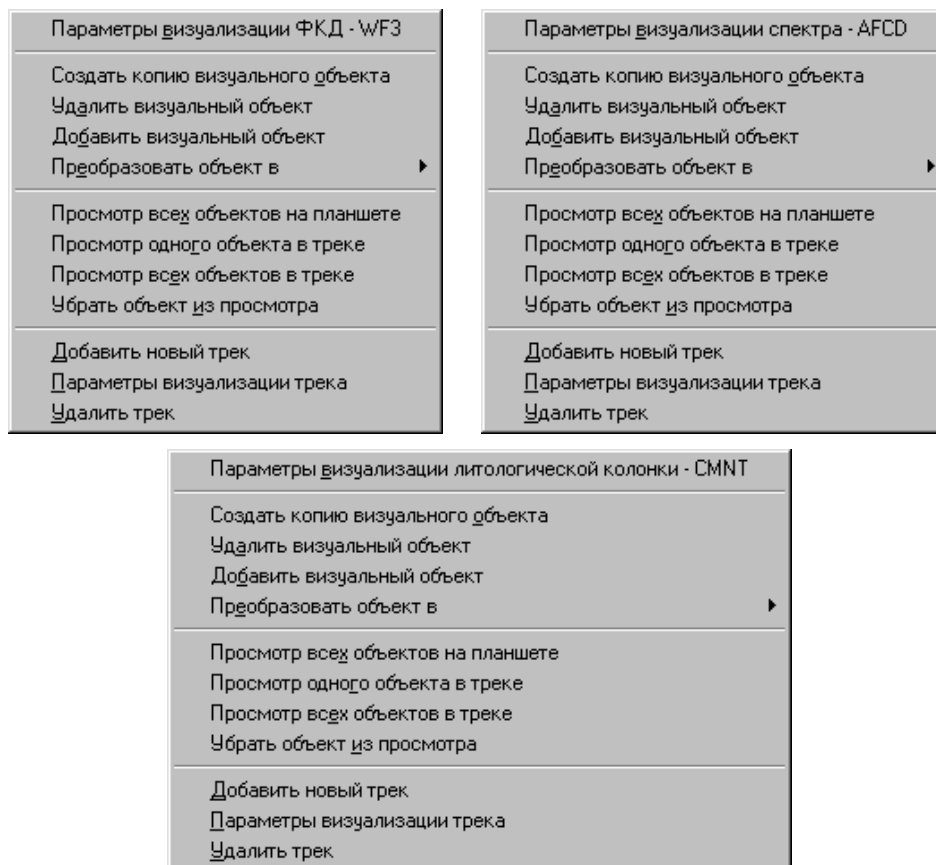 Параметры визуализации ФКД - WF3
Создать копию визуального объекта
Удалить визуальный объект
Добавить визуальный объект
Преобразовать объект в
Просмотр всех объектов на планшете
Просмотр одного объекта в треке
Просмотр всех объектов в треке
Убрать объект из просмотра
Добавить новый трек
Параметры визуализации трека
Удалить трек
Параметры визуализации спектра - AFCD
Создать копию визуального объекта
Удалить визуальный объект
Добавить визуальный объект
Преобразовать объект в
Просмотр всех объектов на планшете
Просмотр одного объекта в треке
Просмотр всех объектов в треке
Убрать объект из просмотра
Добавить новый трек
Параметры визуализации трека
Удалить трек
Параметры визуализации литологической колонки - CMNT
Создать копию визуального объекта
Удалить визуальный объект
Добавить визуальный объект
Преобразовать объект в
Просмотр всех объектов на планшете
Просмотр одного объекта в треке
Просмотр всех объектов в треке
Убрать объект из просмотра
Добавить новый трек
Параметры визуализации трека
Удалить трек